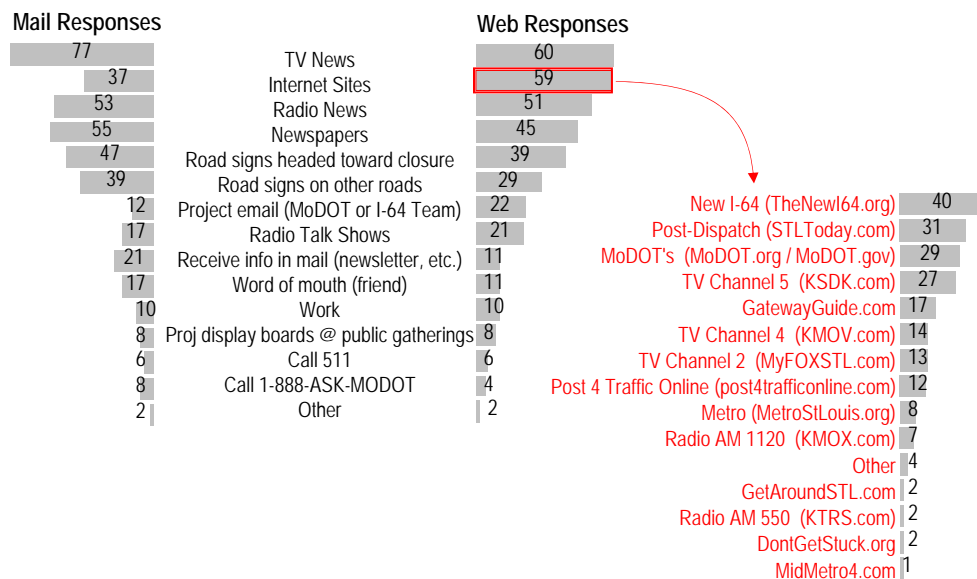 Mail Responses Web Responses
77 TV News 60
37 Internet Sites 59
53 Radio News 51
55 Newspapers 45
47 Road signs headed toward closure 39
39 Road signs on other roads 29
12 Project email (MoDOT or I-64 Team) 22
17 Radio Talk Shows 21
21 Receive info in mail (newsletter, etc.) 11
17 Word of mouth (friend) 11
10 Work 10
8 Proj display boards @ public gatherings 8
6 Call 511 6
8 Call 1-888-ASK-MODOT 4
2 Other 2
New I-64 (TheNewI64.org) 40
Post-Dispatch (STLToday.com) 31
MoDOT's (MoDOT.org / MoDOT.gov) 29
TV Channel 5 (KSDK.com) 27
GatewayGuide.com 17
TV Channel 4 (KMOV.com) 14
TV Channel 2 (MyFOXSTL.com) 13
Post 4 Traffic Online (post4trafficonline.com) 12
Metro (MetroStLouis.org) 8
Radio AM 1120 (KMOX.com) 7
Other 4
GetAroundSTL.com 2
Radio AM 550 (KTRS.com) 2
DontGetStuck.org 2
MidMetro4.com 1